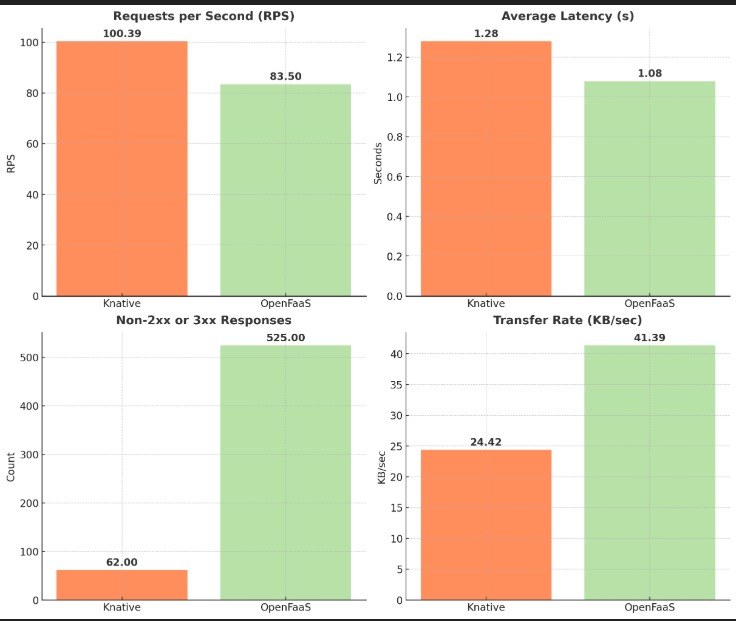 Requests per Second (RPS)
100.39
83.50
100
80
60
40
20
0
RPS
Knative
OpenFaaS
Average Latency (s)
1.28
1.08
1.2
1.0
0.8
0.6
0.4
0.2
0.0
Seconds
Knative
OpenFaaS
Non-2xx or 3xx Responses
525.00
62.00
500
400
300
200
100
0
Count
Knative
OpenFaaS
Transfer Rate (KB/sec)
41.39
24.42
40
35
30
25
20
15
10
5
0
KB/sec
Knative
OpenFaaS